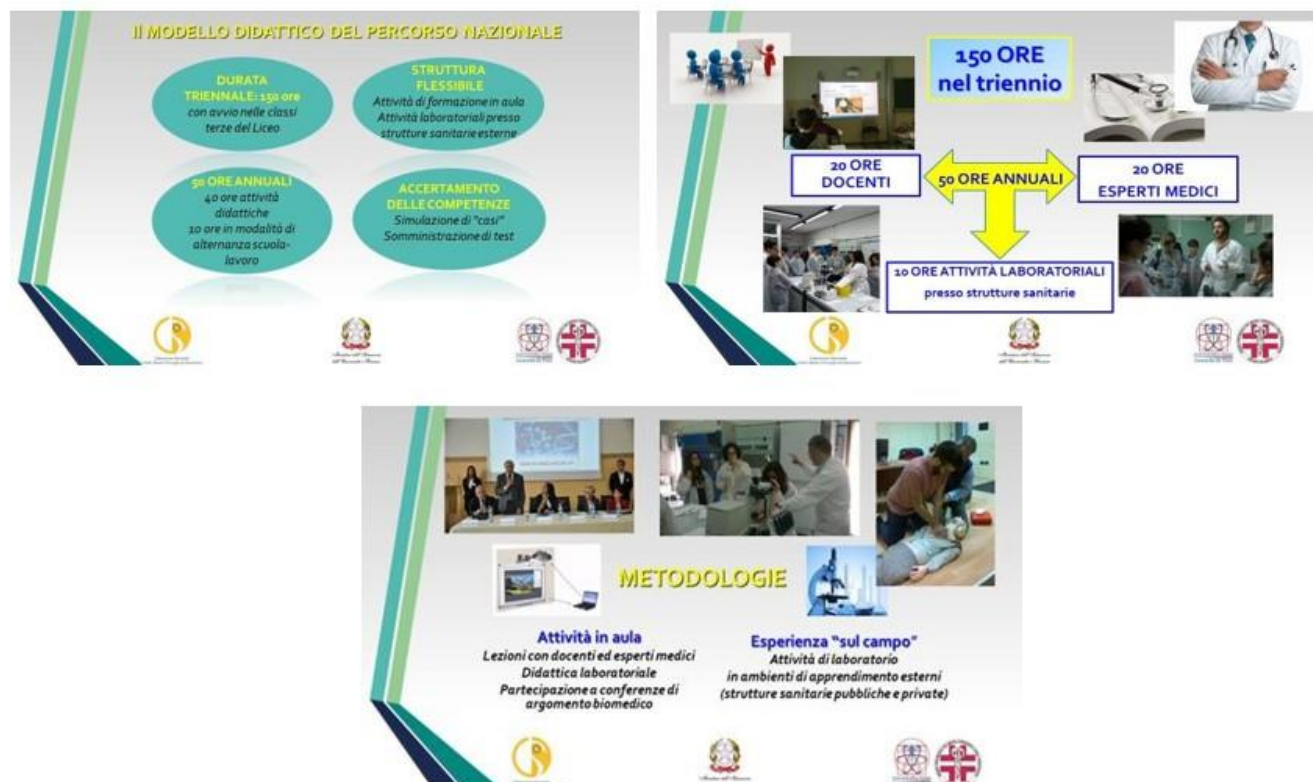 Il MODELLO DIDATTICO DEL PERCORSO NAZIONALE
DURATA
TRIENNALE: 150 ore
con avvio nelle classi
terze del Liceo
STRUTTURA
FLESSIBILE
Attività di formazione in aula
Attività laboratoriali presso
strutture sanitarie esterne
50 ORE ANNUALI
40 ore attività
didattiche
10 ore in modalità di
alternanza scuola-
lavoro
ACCERTAMENTO
DELLE COMPETENZE
Simulazione di "casi"
Somministrazione di test
150 ORE
nel triennio
20 ORE
DOCENTI
50 ORE ANNUALI
20 ORE
ESPERTI MEDICI
10 ORE ATTIVITÀ LABORATORIALI
presso strutture sanitarie
METODOLOGIE
Attività in aula
Lezioni con docenti ed esperti medici
Didattica laboratoriale
Partecipazione a conferenze di
argomento biomedico
Esperienza "sul campo"
Attività di laboratorio
in ambienti di apprendimento esterni
(strutture sanitarie pubbliche e private)